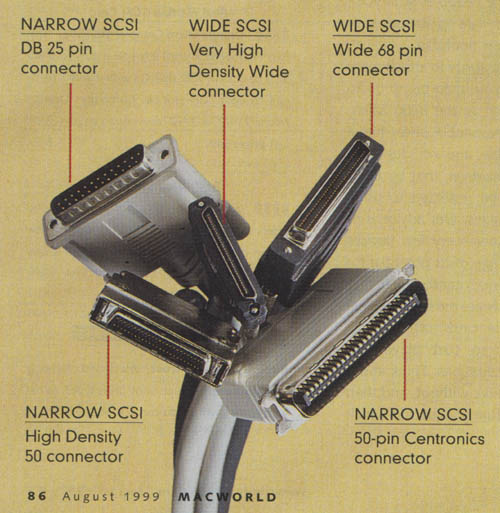 NARROW SCSI
DB 25 pin
connector
WIDE SCSI
Very High
Density Wide
connector
WIDE SCSI
Wide 68 pin
connector
NARROW SCSI
High Density
50 connector
NARROW SCSI
50-pin Centronics
connector
86 August 1999 MACWORLD